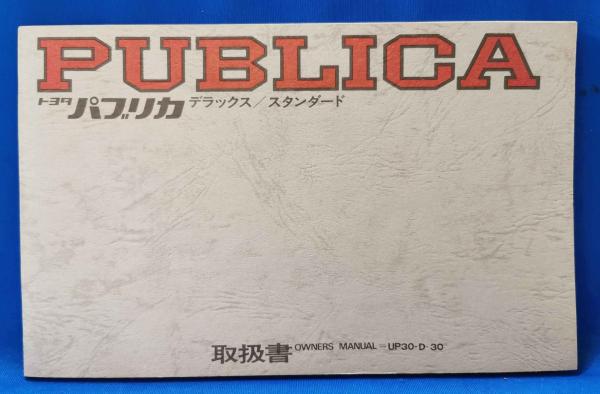 PUBLICA
トヨタ パブリカ デラックス/スタンダード
取扱書 OWNERS MANUAL=UP30-D・30